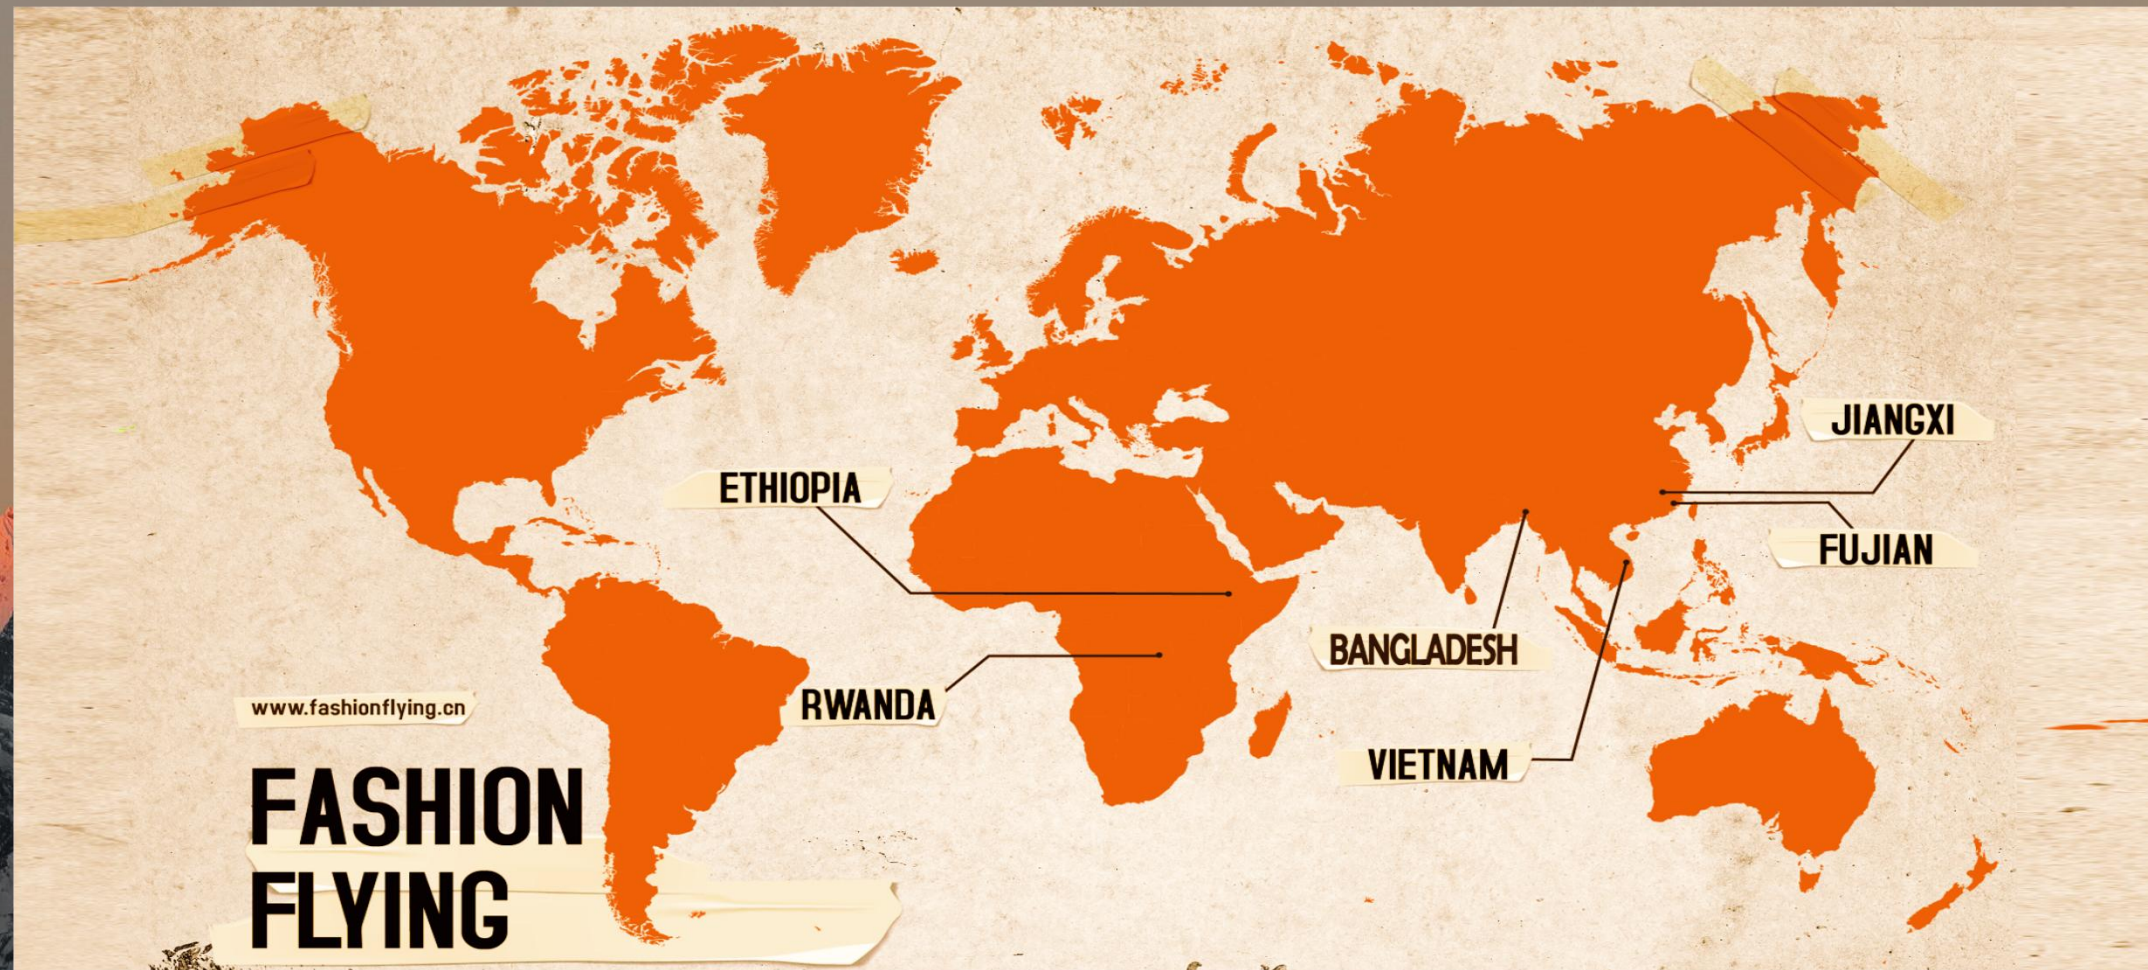 JIANGXI
ETHIOPIA
FUJIAN
BANGLADESH
RWANDA
www.fashionflying.cn
VIETNAM
FASHION
FLYING